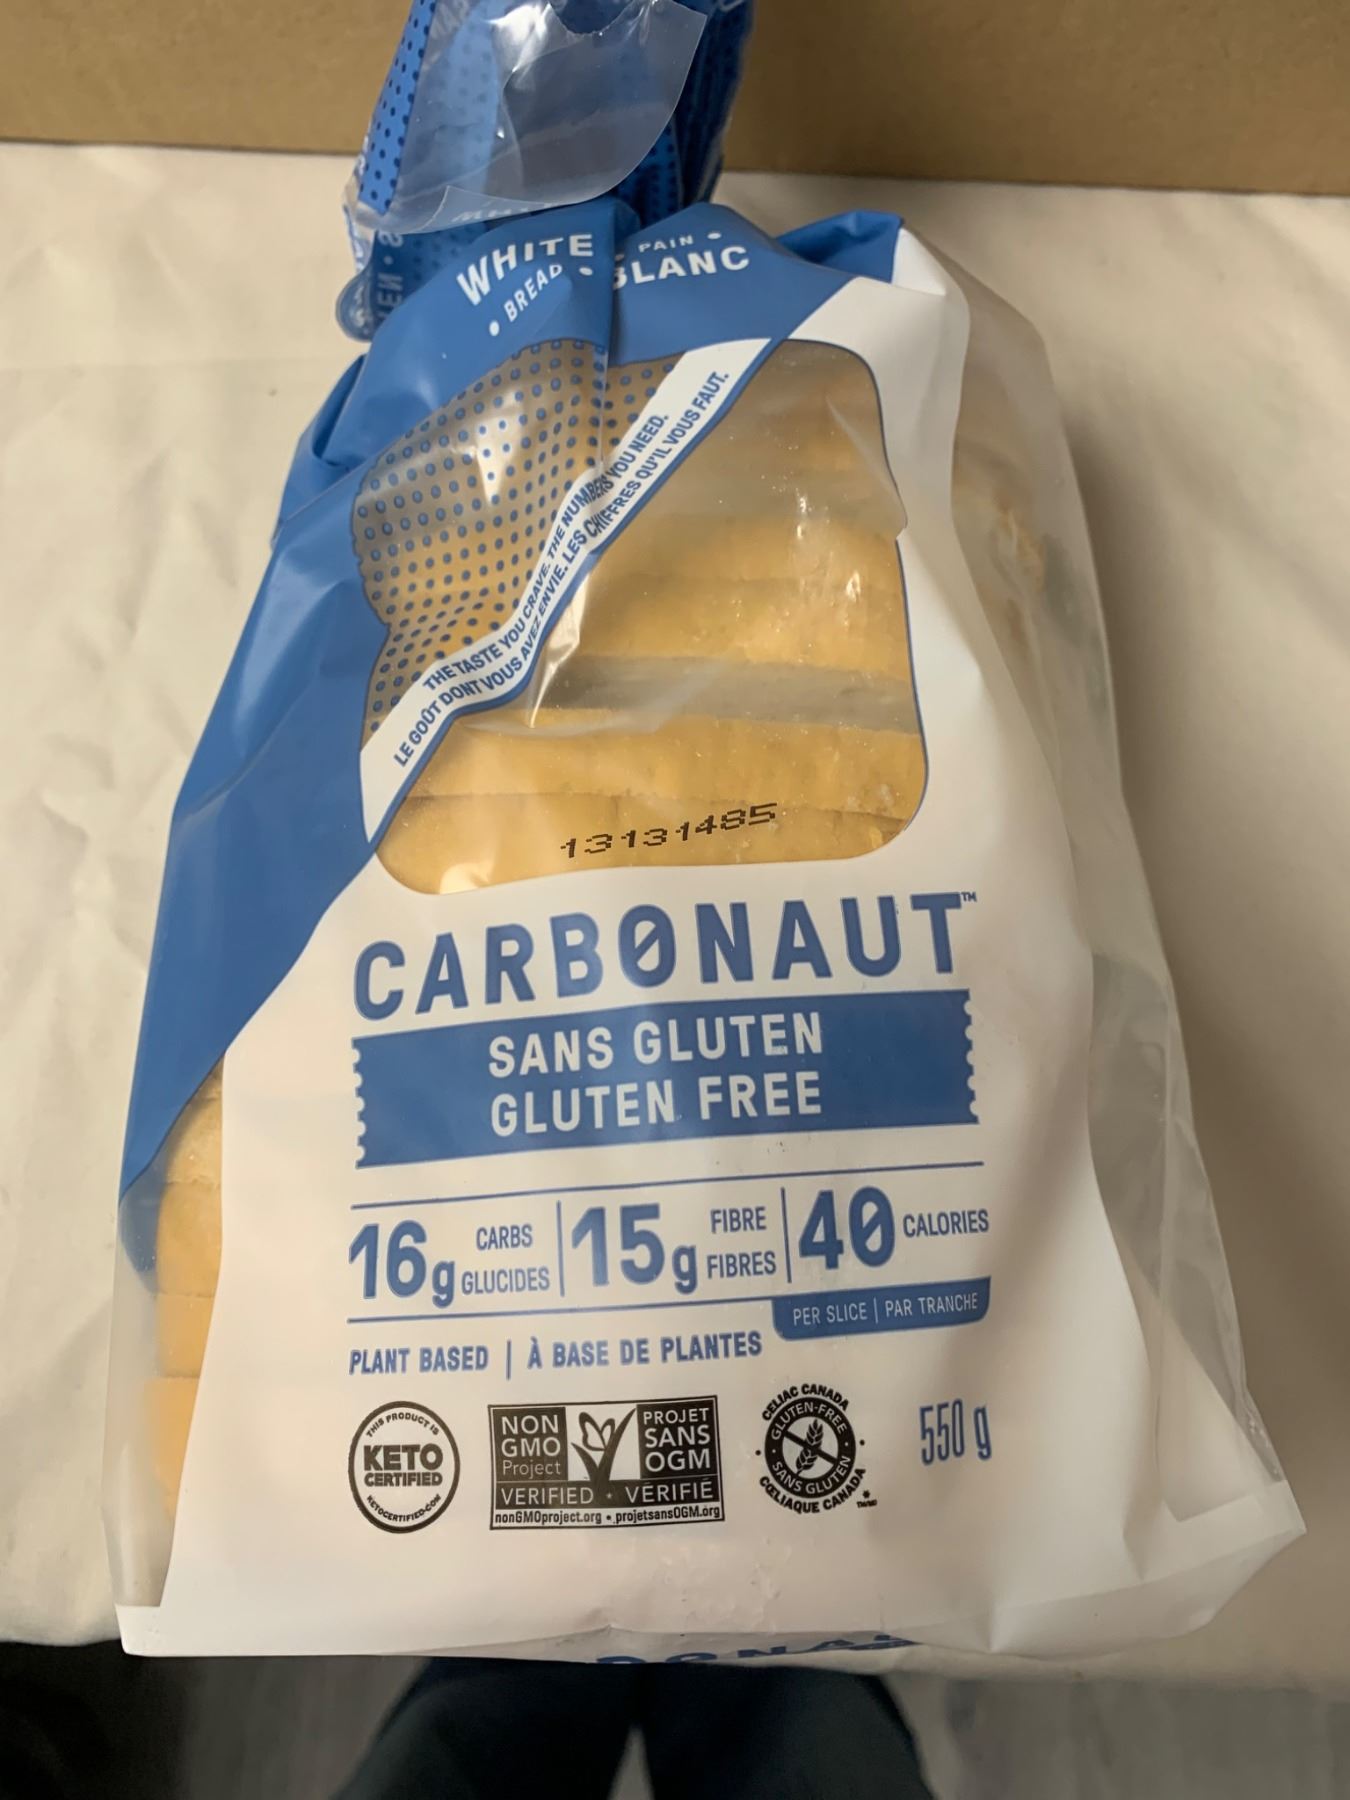 WHITE
• BREAD •
PAIN •
BLANC
THE TASTE YOU CRAVE. THE NUMBERS YOU NEED.
LE GOÛT DONT VOUS AVEZ ENVIE. LES CHIFFRES QU'IL VOUS FAUT.
13131485
CARBONAUT™
SANS GLUTEN
GLUTEN FREE
16g CARBS GLUCIDES
15g FIBRE FIBRES
40 CALORIES
PER SLICE | PAR TRANCHE
PLANT BASED | À BASE DE PLANTES
THIS PRODUCT IS
KETO
CERTIFIED
KETOCERTIFIED.COM
NON GMO Project
PROJET SANS OGM
VERIFIED • VÉRIFIÉ
nonGMOproject.org • projetsansOGM.org
CELIAC CANADA
GLUTEN-FREE
SANS GLUTEN
CŒLIAQUE CANADA
550 g